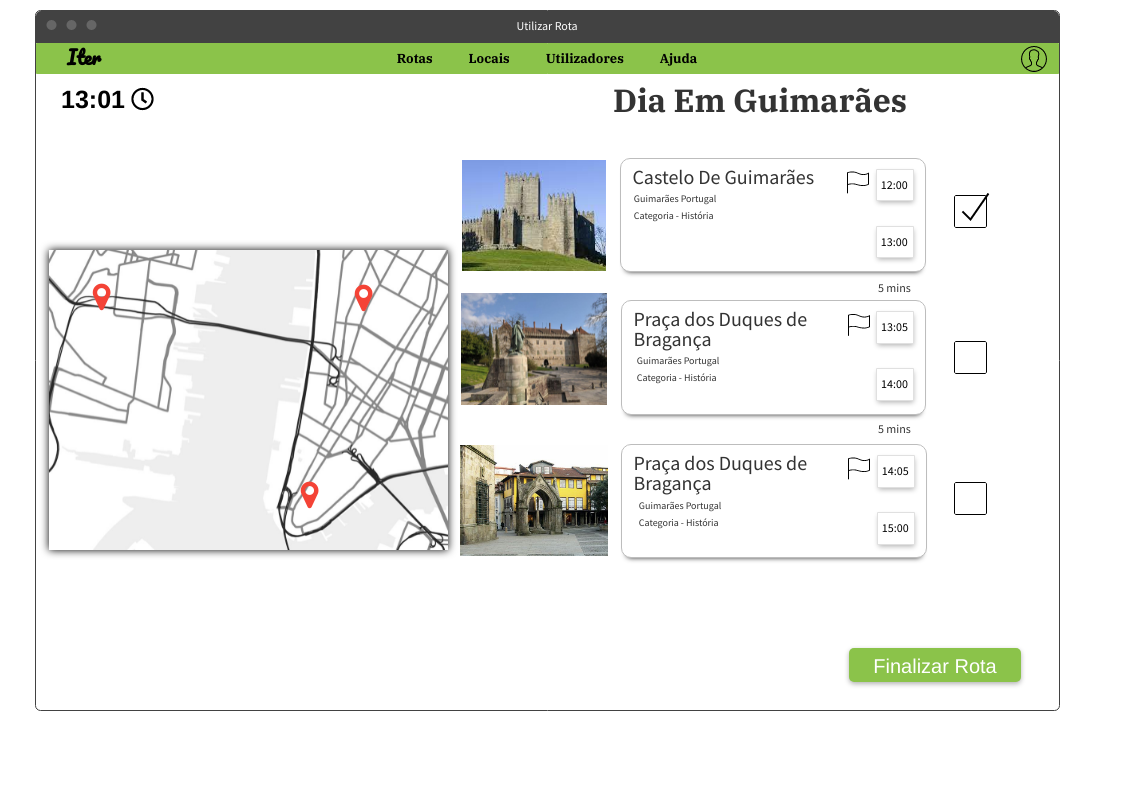 Utilizar Rota
Iter
Rotas
Locais
Utilizadores
Ajuda
13:01
Dia Em Guimarães
Castelo De Guimarães
12:00
Guimarães Portugal
Categoria - História
13:00
5 mins
Praça dos Duques de
Bragança
13:05
Guimarães Portugal
Categoria - História
14:00
5 mins
Praça dos Duques de
Bragança
14:05
Guimarães Portugal
Categoria - História
15:00
Finalizar Rota